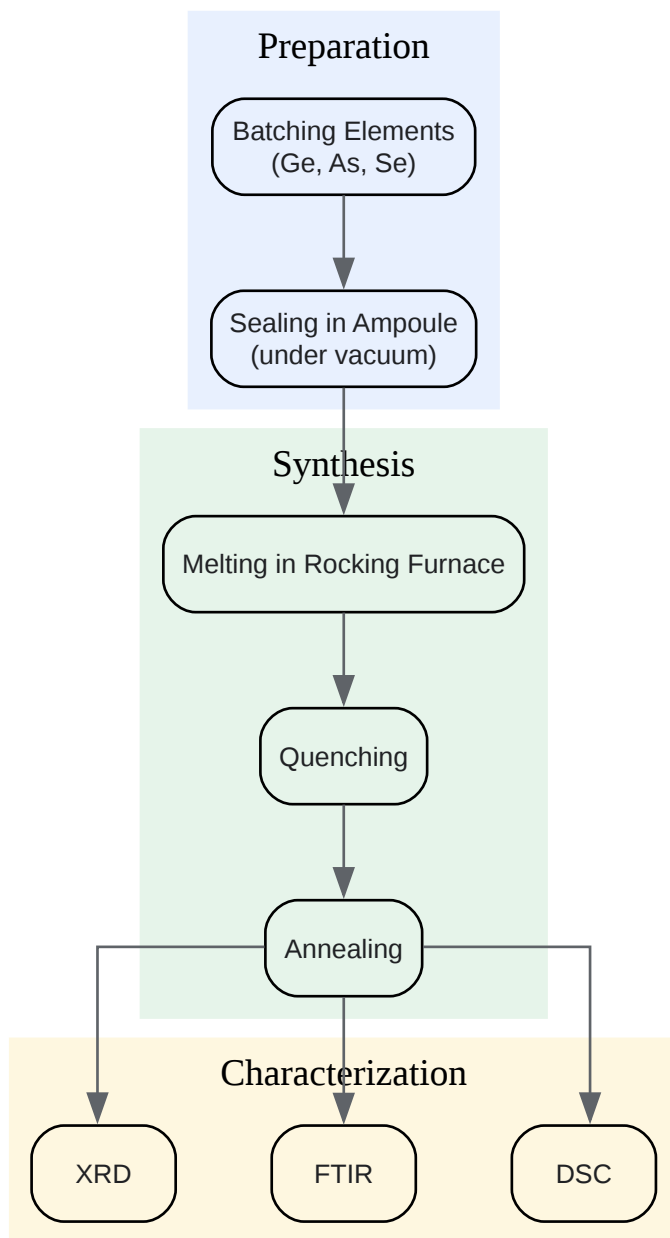 Preparation
Batching Elements
(Ge, As, Se)
Sealing in Ampoule
(under vacuum)
Synthesis
Melting in Rocking Furnace
Quenching
Annealing
Characterization
XRD
FTIR
DSC